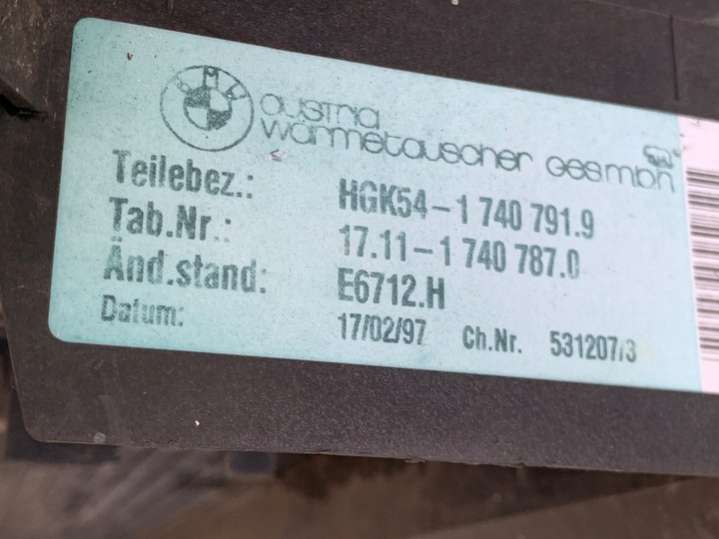 BMW
austria
wärmetauscher Gesmbh
Teilebez.: HGK54-1 740 791.9
Tab.Nr.: 17.11-1 740 787.0
Änd.stand: E6712.H
Datum: 17/02/97 Ch.Nr. 531207/3